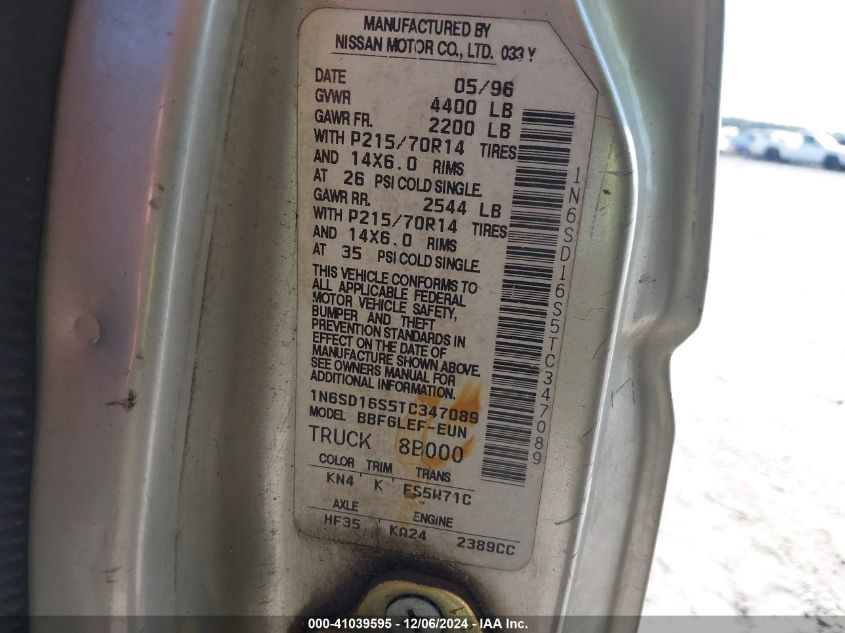 MANUFACTURED BY
NISSAN MOTOR CO., LTD. 033Y
DATE 05/96
GVWR 4400 LB
GAWR FR. 2200 LB
WITH P215/70R14 TIRES
AND 14X6.0 RIMS
AT 26 PSI COLD SINGLE.
GAWR RR. 2544 LB
WITH P215/70R14 TIRES
AND 14X6.0 RIMS
AT 35 PSI COLD SINGLE.
THIS VEHICLE CONFORMS TO
ALL APPLICABLE FEDERAL
MOTOR VEHICLE SAFETY,
BUMPER AND THEFT
PREVENTION STANDARDS IN
EFFECT ON THE DATE OF
MANUFACTURE SHOWN ABOVE.
SEE OWNERS MANUAL FOR
ADDITIONAL INFORMATION.
1N6SD16S5TC347089
MODEL BBFGLEF-EUN
TRUCK 8B000
COLOR TRIM TRANS
KN4 K FS5W71C
AXLE ENGINE
HF35 KA24 2389CC
1N6SD16S5TC347089
000-41039595 - 12/06/2024 - IAA Inc.